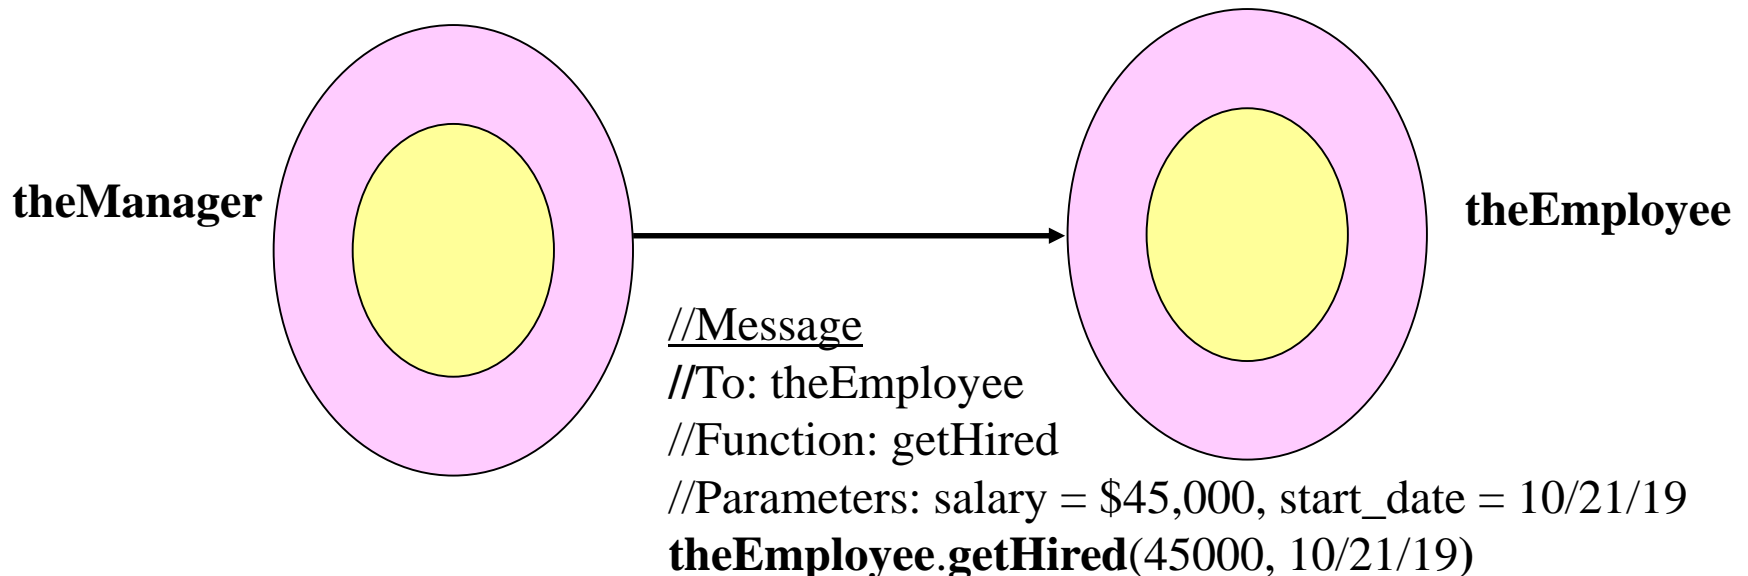 theManager
theEmployee
//Message
//To: theEmployee
//Function: getHired
//Parameters: salary = $45,000, start_date = 10/21/19
theEmployee.getHired(45000, 10/21/19)